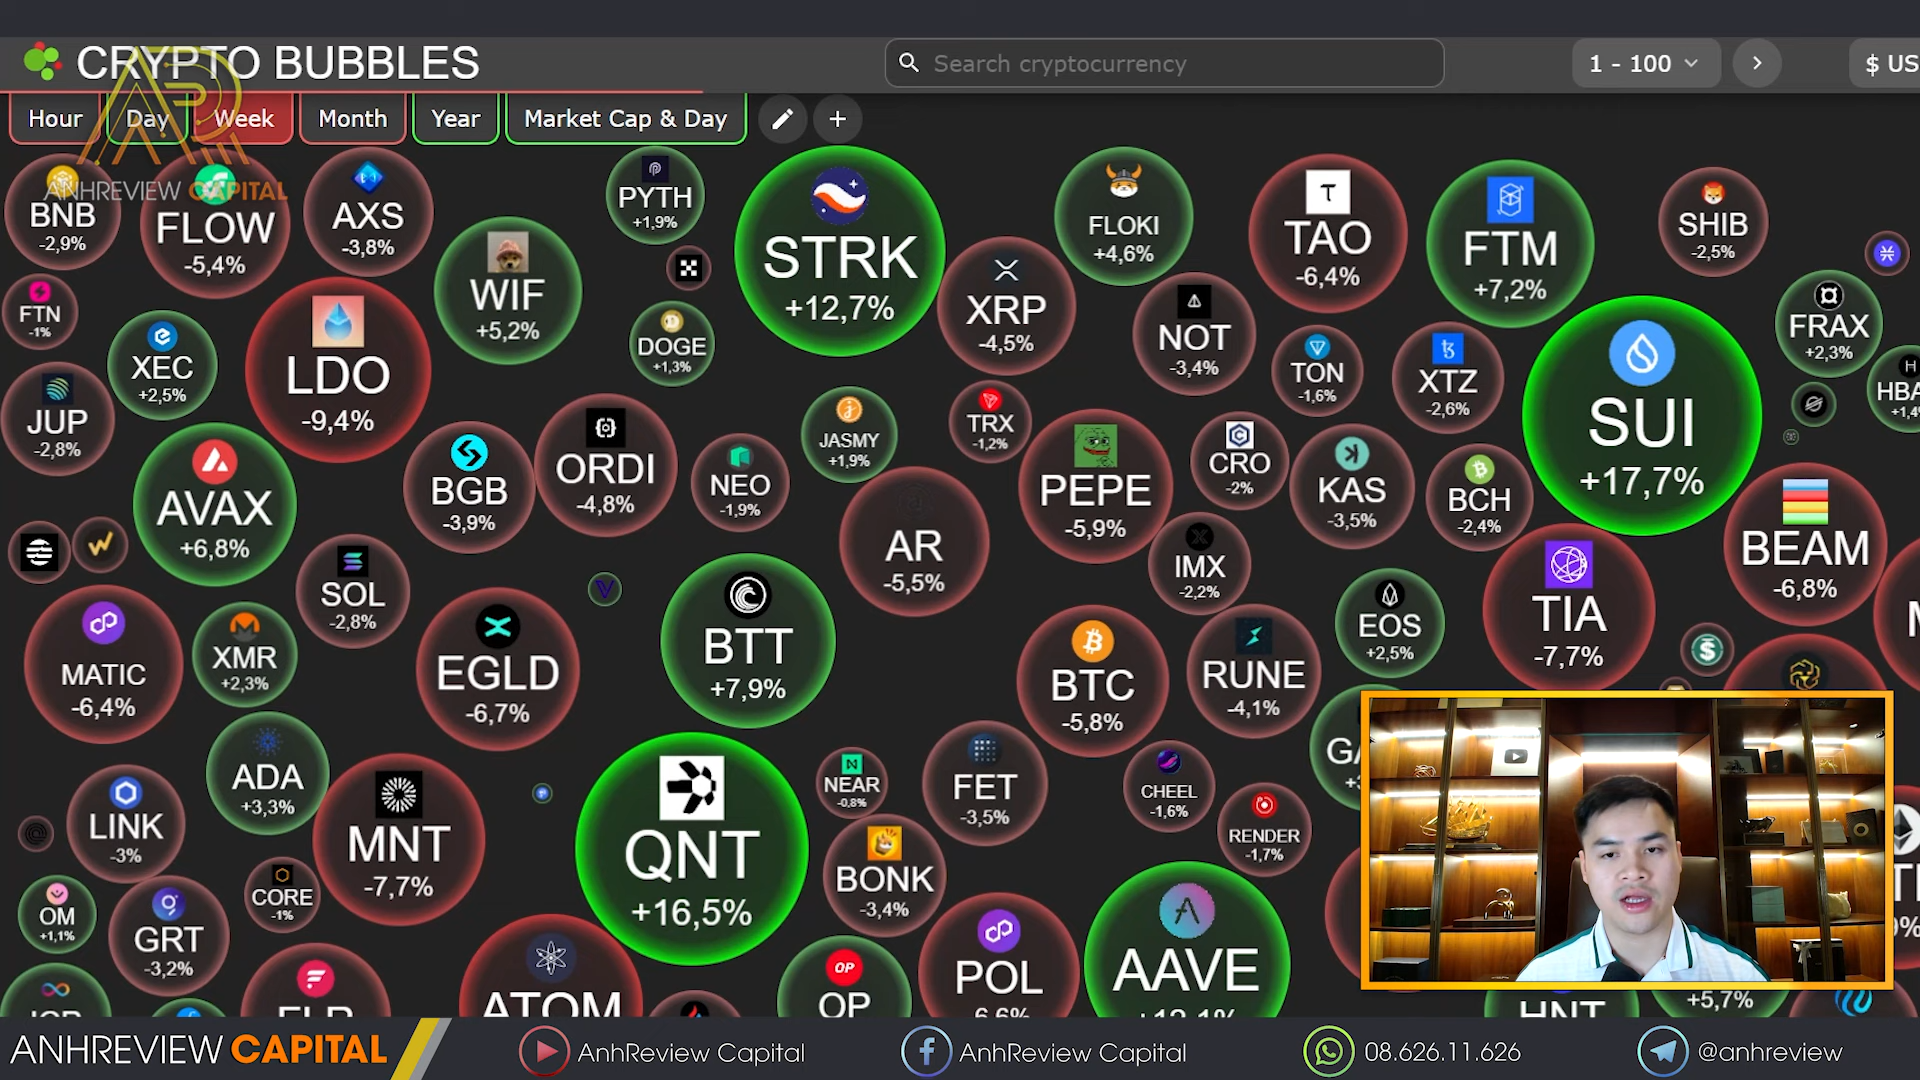 CRYPTO BUBBLES
Search cryptocurrency
1 - 100
$ US
Hour
Day
Week
Month
Year
Market Cap & Day
ANHREVIEW CAPITAL
BNB
-2,9%
FLOW
-5,4%
AXS
-3,8%
WIF
+5,2%
PYTH
+1,9%
STRK
+12,7%
FLOKI
+4,6%
TAO
-6,4%
FTM
+7,2%
SHIB
-2,5%
FTN
-1%
XEC
+2,5%
LDO
-9,4%
DOGE
+1,3%
XRP
-4,5%
NOT
-3,4%
TON
-1,6%
XTZ
-2,6%
SUI
+17,7%
FRAX
+2,3%
HBA
+1,4
JUP
-2,8%
AVAX
+6,8%
BGB
-3,9%
ORDI
-4,8%
NEO
-1,9%
JASMY
+1,9%
TRX
-1,2%
PEPE
-5,9%
CRO
-2%
KAS
-3,5%
BCH
-2,4%
BEAM
-6,8%
SOL
-2,8%
AR
-5,5%
IMX
-2,2%
EOS
+2,5%
TIA
-7,7%
MATIC
-6,4%
XMR
+2,3%
EGLD
-6,7%
BTT
+7,9%
BTC
-5,8%
RUNE
-4,1%
ADA
+3,3%
LINK
-3%
MNT
-7,7%
QNT
+16,5%
NEAR
-0,8%
FET
-3,5%
CHEEL
-1,6%
RENDER
-1,7%
BONK
-3,4%
CORE
-1%
OM
+1,1%
GRT
-3,2%
ATOM
OP
OP
POL
-6,6%
AAVE
+12,1%
HNT
+5,7%
ANHREVIEW CAPITAL
AnhReview Capital
AnhReview Capital
08.626.11.626
@anhreview